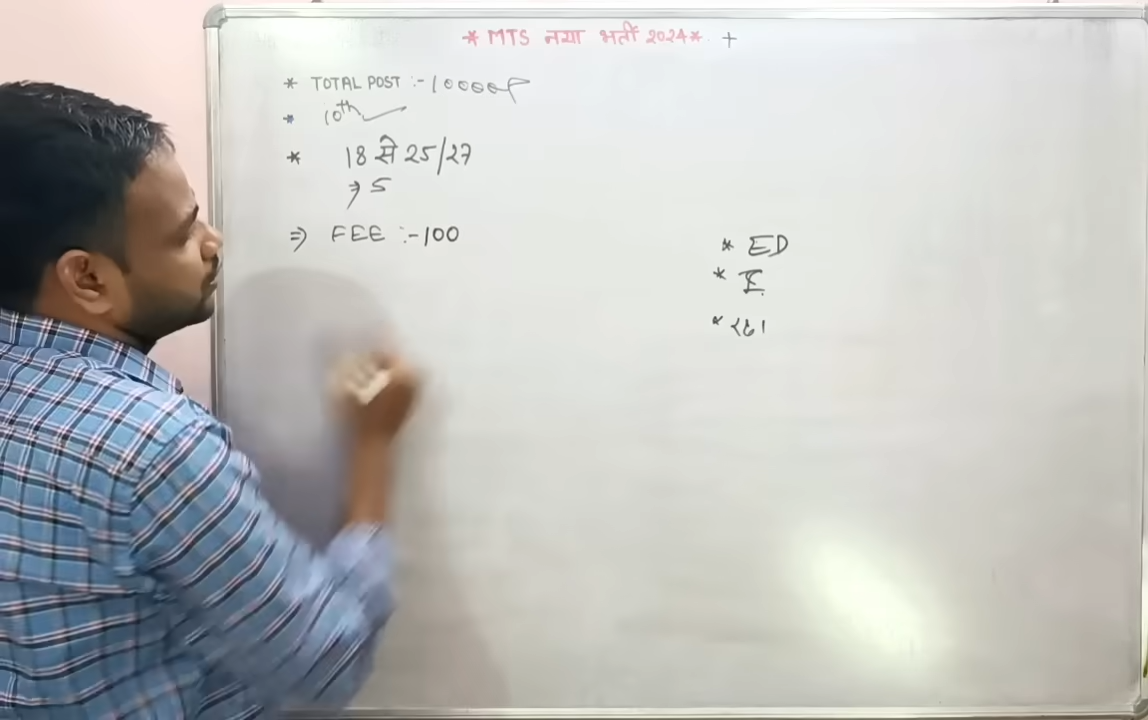 * MTS नया भर्ती 2024* +
* TOTAL POST :- 10000
* 10th
* 18 से 25/27
⇒ 5
⇒ FEE :- 100
* ED
* E
*